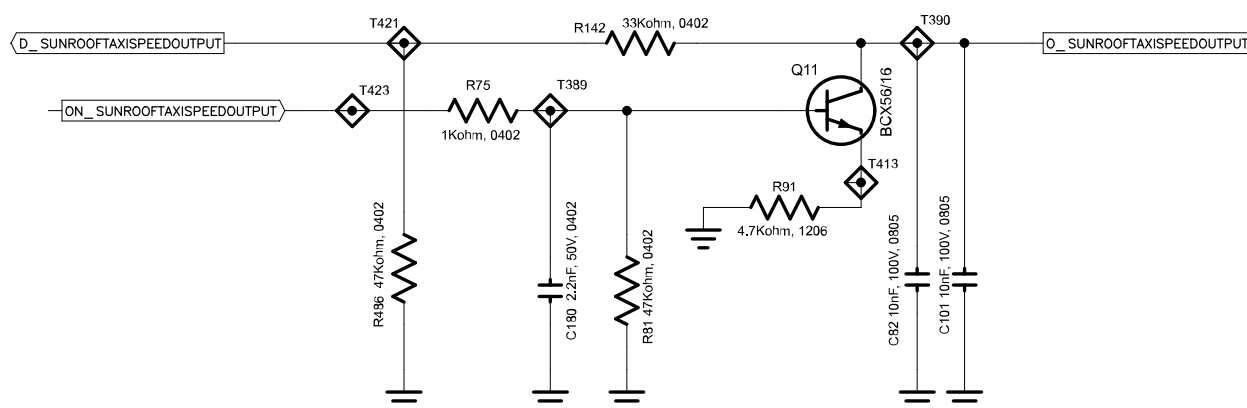 T421
R142
33Kohm, 0402
T390
D_ SUNROOFTAXISPEEDOUTPUT
O_ SUNROOFTAXISPEEDOUTPUT
Q11
BCX56/16
T423
R75
T389
ON_ SUNROOFTAXISPEEDOUTPUT
1Kohm, 0402
T413
R91
4.7Kohm, 1206
R486 47Kohm, 0402
C180 2.2nF, 50V, 0402
R81 47Kohm, 0402
C82 10nF, 100V, 0805
C101 10nF, 100V, 0805